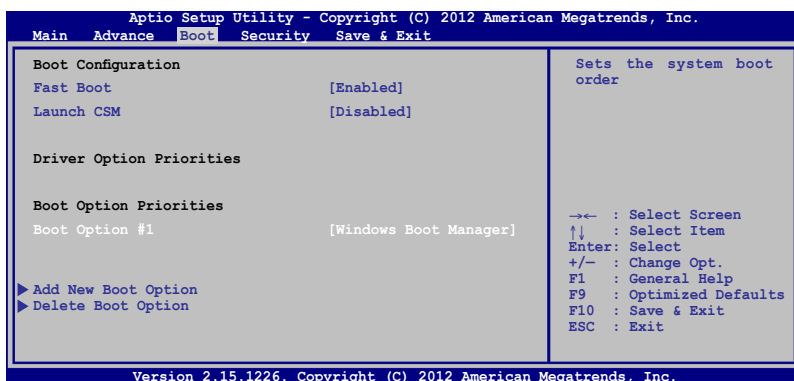 Aptio Setup Utility - Copyright (C) 2012 American Megatrends, Inc.
Main Advance Boot Security Save & Exit
Boot Configuration
Fast Boot [Enabled]
Launch CSM [Disabled]
Driver Option Priorities
Boot Option Priorities
Boot Option #1 [Windows Boot Manager]
Add New Boot Option
Delete Boot Option
Sets the system boot
order
→← : Select Screen
↑↓ : Select Item
Enter: Select
+/— : Change Opt.
F1 : General Help
F9 : Optimized Defaults
F10 : Save & Exit
ESC : Exit
Version 2.15.1226. Copyright (C) 2012 American Megatrends, Inc.